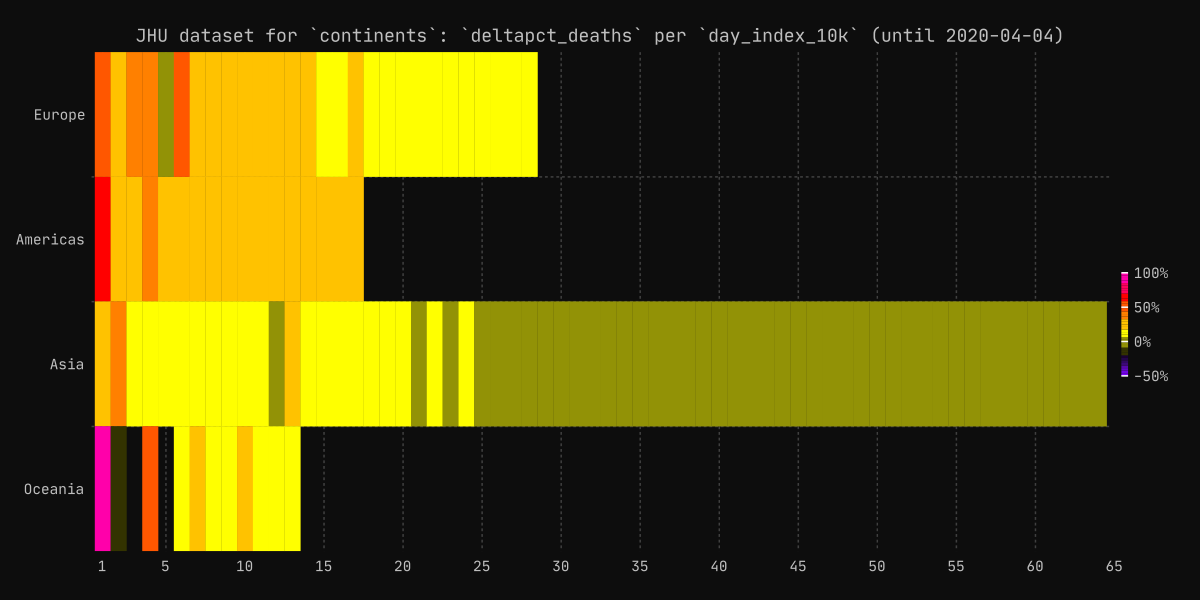 JHU dataset for `continents`: `deltapct_deaths` per `day_index_10k` (until 2020-04-04)
Europe
Americas
Asia
Oceania
100%
50%
0%
-50%
1 5 10 15 20 25 30 35 40 45 50 55 60 65